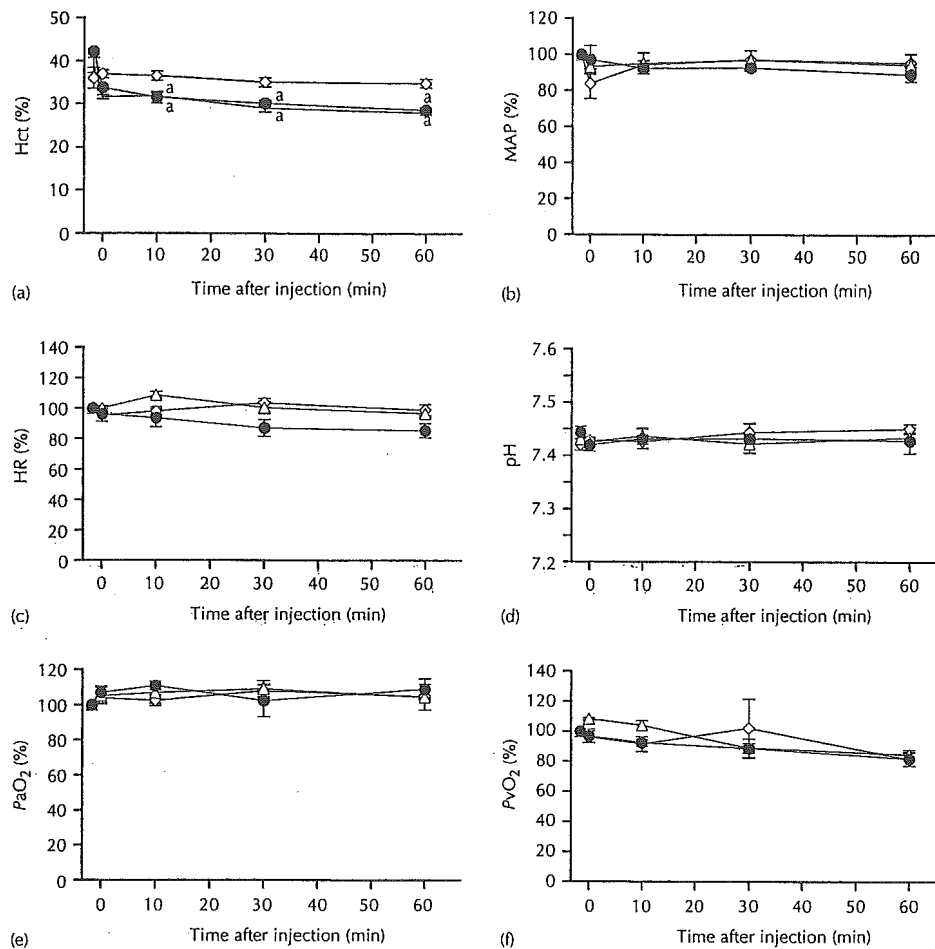 50
40
30
20
10
0
Hct (%)
a
a
a
a
a
a
0 10 20 30 40 50 60
(a) Time after injection (min)
120
100
80
60
40
20
0
MAP (%)
0 10 20 30 40 50 60
(b) Time after injection (min)
140
120
100
80
60
40
20
0
HR (%)
0 10 20 30 40 50 60
(c) Time after injection (min)
7.6
7.5
7.4
7.3
7.2
pH
0 10 20 30 40 50 60
(d) Time after injection (min)
120
100
80
60
40
20
0
PaO2 (%)
0 10 20 30 40 50 60
(e) Time after injection (min)
140
120
100
80
60
40
20
0
PvO2 (%)
0 10 20 30 40 50 60
(f) Time after injection (min)